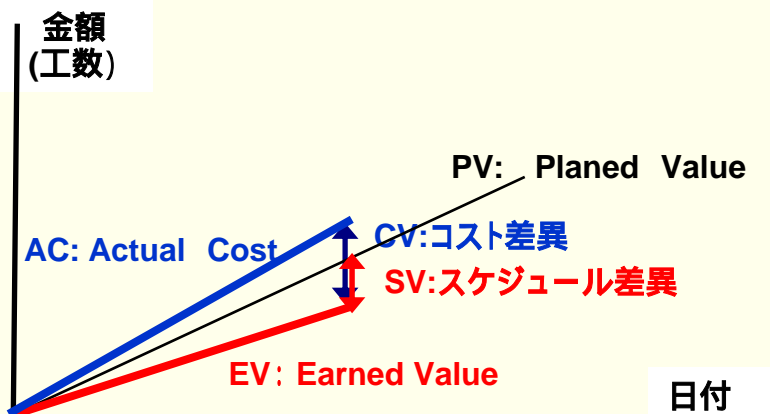 金額
(工数)
PV: Planed Value
AC: Actual Cost
CV:コスト差異
SV:スケジュール差異
EV: Earned Value
日付